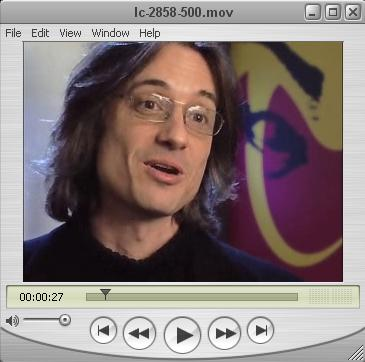 lc-2858-500.mov
File Edit View Window Help
00:00:27